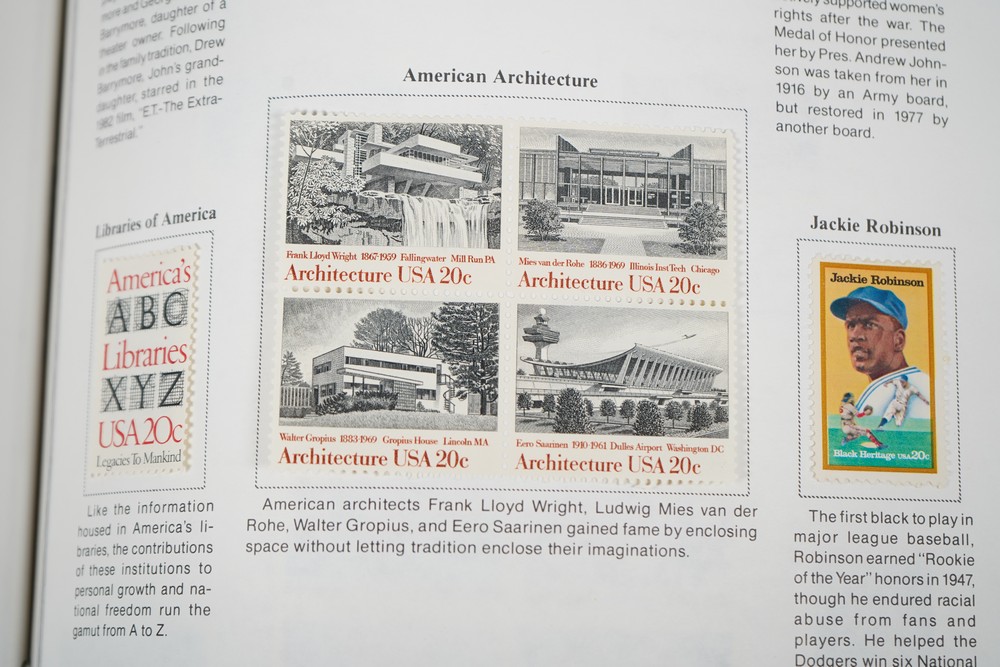 more and George
Barrymore, daughter of a
theater owner. Following
in the family tradition, Drew
Barrymore, John's grand-
daughter, starred in the
1982 film, "E.T.-The Extra-
Terrestrial."
Libraries of America
America's
ABC
Libraries
XYZ
USA 20c
Legacies To Mankind
Like the information
housed in America's li-
braries, the contributions
of these institutions to
personal growth and na-
tional freedom run the
gamut from A to Z.
American Architecture
Frank Lloyd Wright 1867-1959 Fallingwater Mill Run PA
Architecture USA 20c
Mies van der Rohe 1886-1969 Illinois Inst Tech Chicago
Architecture USA 20c
Walter Gropius 1883-1969 Gropius House Lincoln MA
Architecture USA 20c
Eero Saarinen 1910-1961 Dulles Airport Washington DC
Architecture USA 20c
American architects Frank Lloyd Wright, Ludwig Mies van der
Rohe, Walter Gropius, and Eero Saarinen gained fame by enclosing
space without letting tradition enclose their imaginations.
supported women's
rights after the war. The
Medal of Honor presented
her by Pres. Andrew John-
son was taken from her in
1916 by an Army board,
but restored in 1977 by
another board.
Jackie Robinson
Jackie Robinson
Black Heritage USA 20c
The first black to play in
major league baseball,
Robinson earned "Rookie
of the Year" honors in 1947,
though he endured racial
abuse from fans and
players. He helped the
Dodgers win six National